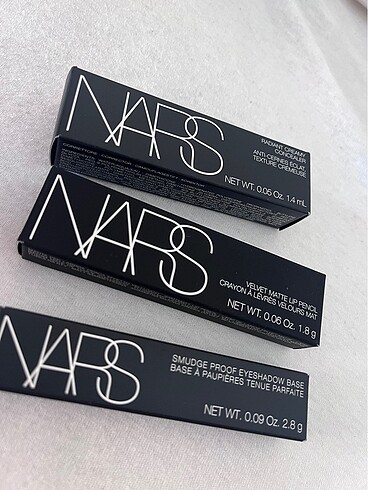 NARS
RADIANT CREAMY
CONCEALER
ANTI-CERNES ÉCLAT
TEXTURE CRÉMEUSE
NET WT. 0.05 Oz. 1.4 mL
NARS
VELVET MATTE LIP PENCIL
CRAYON À LÈVRES VELOURS MAT
NET WT. 0.06 Oz. 1.8 g
NARS
SMUDGE PROOF EYESHADOW BASE
BASE À PAUPIÈRES TENUE PARFAITE
NET WT. 0.09 Oz. 2.8 g